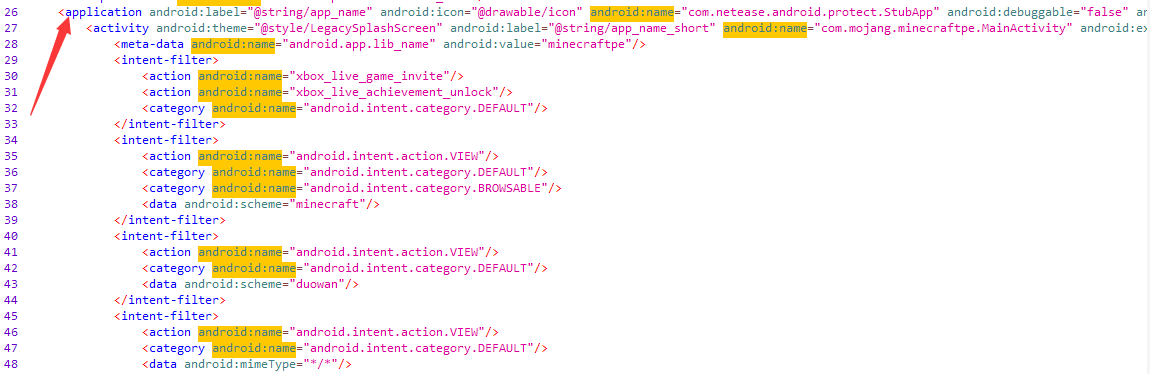 26 <application android:label="@string/app_name" android:icon="@drawable/icon" android:name="com.netease.android.protect.StubApp" android:debuggable="false" an
27 <activity android:theme="@style/LegacySplashScreen" android:label="@string/app_name_short" android:name="com.mojang.minecraftpe.MainActivity" android:ex
28 <meta-data android:name="android.app.lib_name" android:value="minecraftpe"/>
29 <intent-filter>
30 <action android:name="xbox_live_game_invite"/>
31 <action android:name="xbox_live_achievement_unlock"/>
32 <category android:name="android.intent.category.DEFAULT"/>
33 </intent-filter>
34 <intent-filter>
35 <action android:name="android.intent.action.VIEW"/>
36 <category android:name="android.intent.category.DEFAULT"/>
37 <category android:name="android.intent.category.BROWSABLE"/>
38 <data android:scheme="minecraft"/>
39 </intent-filter>
40 <intent-filter>
41 <action android:name="android.intent.action.VIEW"/>
42 <category android:name="android.intent.category.DEFAULT"/>
43 <data android:scheme="duowan"/>
44 </intent-filter>
45 <intent-filter>
46 <action android:name="android.intent.action.VIEW"/>
47 <category android:name="android.intent.category.DEFAULT"/>
48 <data android:mimeType="*/*"/>